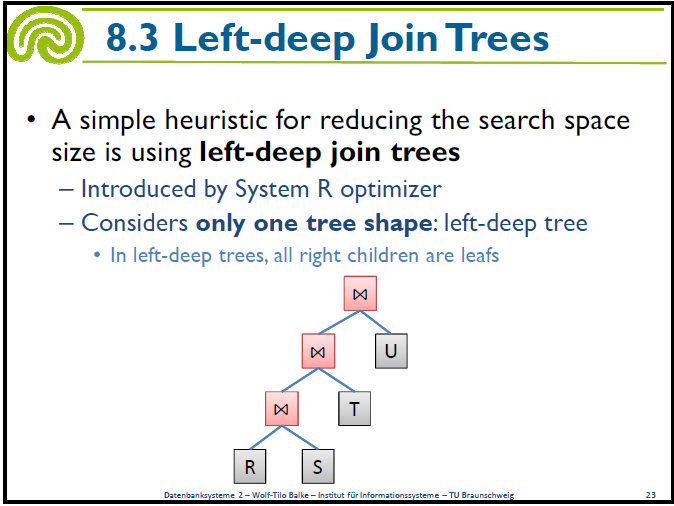 8.3 Left-deep Join Trees
• A simple heuristic for reducing the search space
size is using left-deep join trees
– Introduced by System R optimizer
– Considers only one tree shape: left-deep tree
• In left-deep trees, all right children are leafs
⋈
⋈ U
⋈ T
R S
Datenbanksysteme 2 – Wolf-Tilo Balke – Institut für Informationssysteme – TU Braunschweig 23